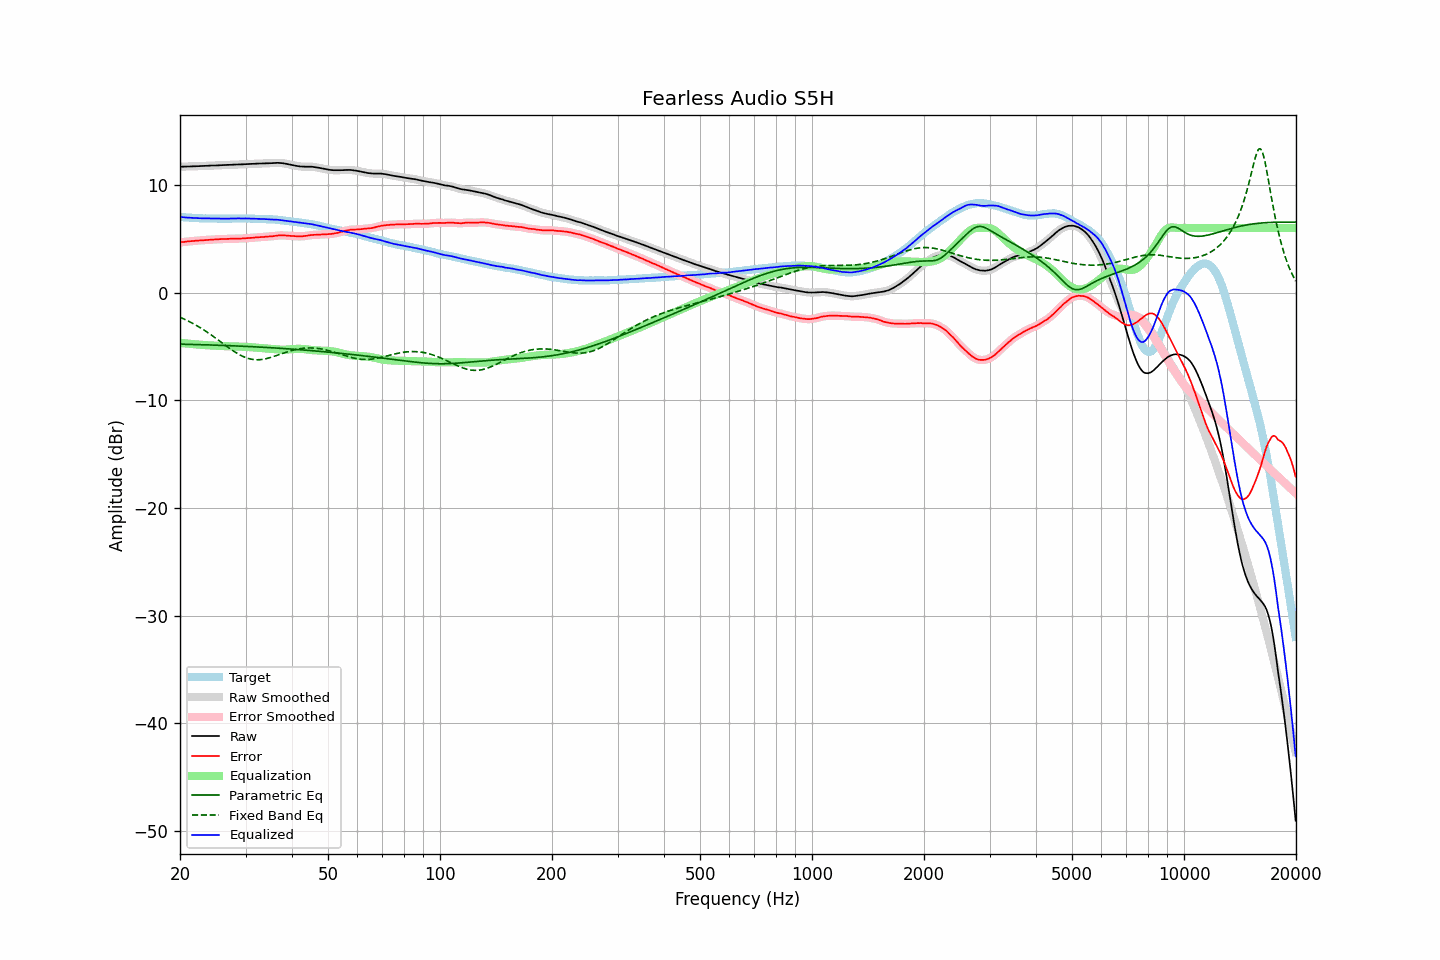 Fearless Audio S5H
Amplitude (dBr)
10
0
−10
−20
−30
−40
−50
Target
Raw Smoothed
Error Smoothed
Raw
Error
Equalization
Parametric Eq
Fixed Band Eq
Equalized
20 50 100 200 500 1000 2000 5000 10000 20000
Frequency (Hz)